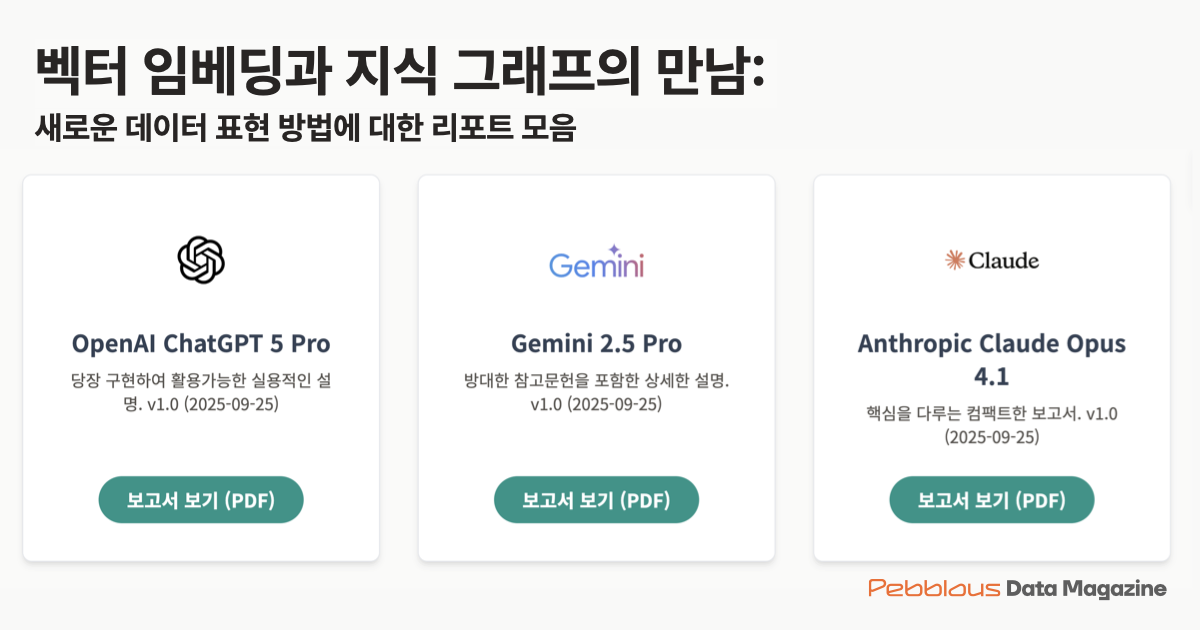 벡터 임베딩과 지식 그래프의 만남:
새로운 데이터 표현 방법에 대한 리포트 모음
OpenAI ChatGPT 5 Pro
당장 구현하여 활용가능한 실용적인 설
명. v1.0 (2025-09-25)
보고서 보기 (PDF)
Gemini
Gemini 2.5 Pro
방대한 참고문헌을 포함한 상세한 설명.
v1.0 (2025-09-25)
보고서 보기 (PDF)
Claude
Anthropic Claude Opus
4.1
핵심을 다루는 컴팩트한 보고서. v1.0
(2025-09-25)
보고서 보기 (PDF)
Pebblous Data Magazine